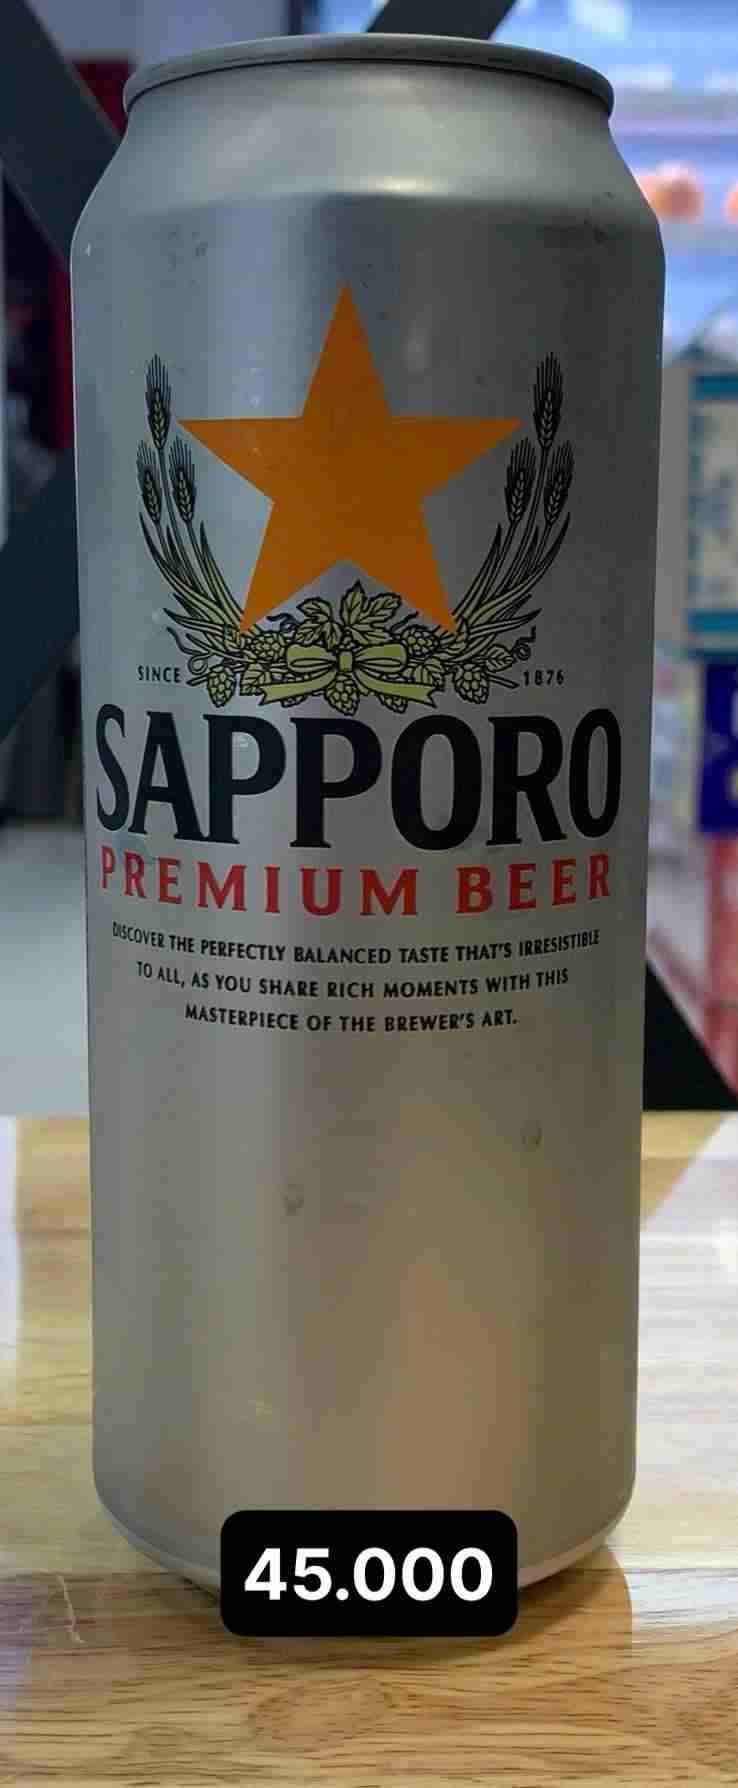 SINCE 1876
SAPPORO
PREMIUM BEER
DISCOVER THE PERFECTLY BALANCED TASTE THAT'S IRRESISTIBLE
TO ALL, AS YOU SHARE RICH MOMENTS WITH THIS
MASTERPIECE OF THE BREWER'S ART.
45.000